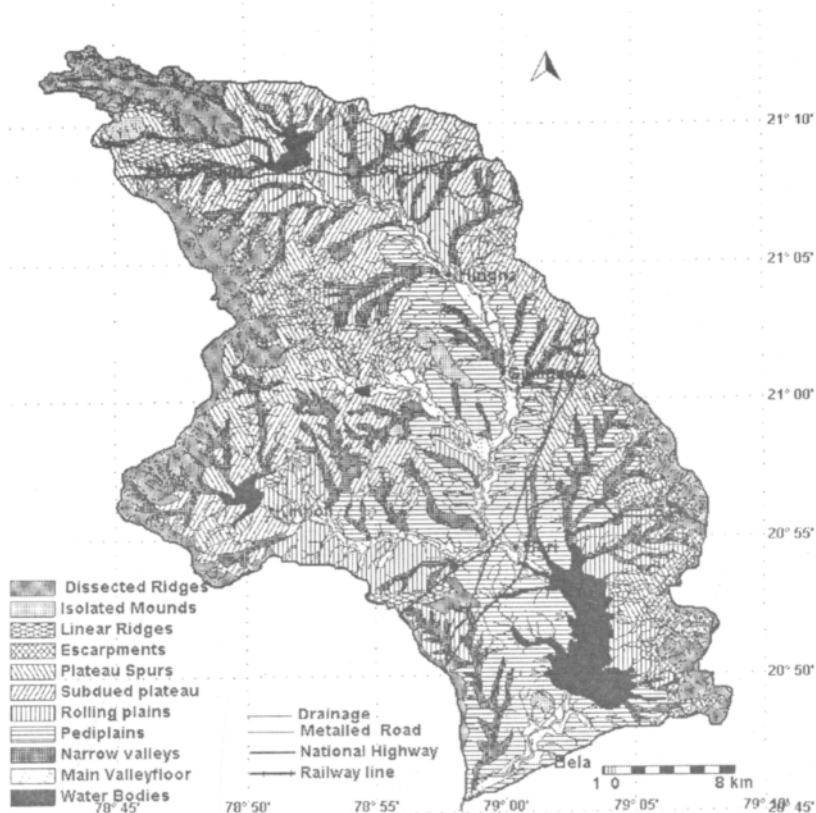 21° 10'
21° 05'
Hingna
21° 00'
20° 55'
Dissected Ridges
Isolated Mounds
Linear Ridges
Escarpments
20° 50'
Plateau Spurs
Subdued plateau
Rolling plains
Drainage
Pediplains
Metalled Road
Narrow valleys
National Highway
Main Valleyfloor
Railway line
Water Bodies
Bela
1 0 8 km
78° 45'
78° 50'
78° 55'
79° 00'
79° 05'
20° 45'